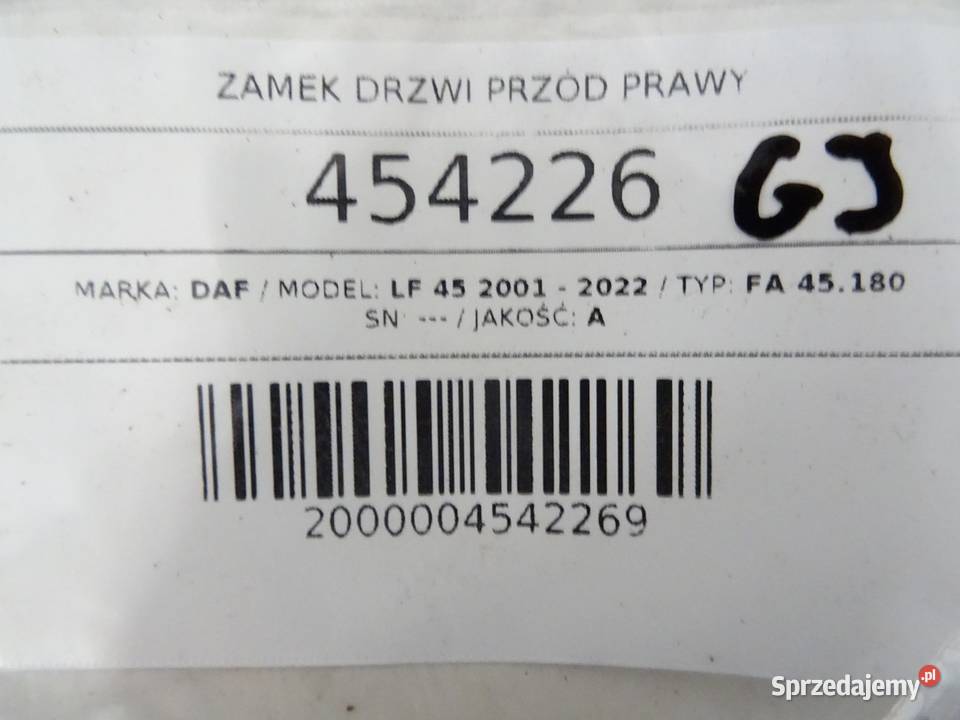 ZAMEK DRZWI PRZÓD PRAWY
454226 GJ
MARKA: DAF / MODEL: LF 45 2001 - 2022 / TYP: FA 45.180
SN: --- / JAKOŚĆ: A
2000004542269
Sprzedajemy.pl